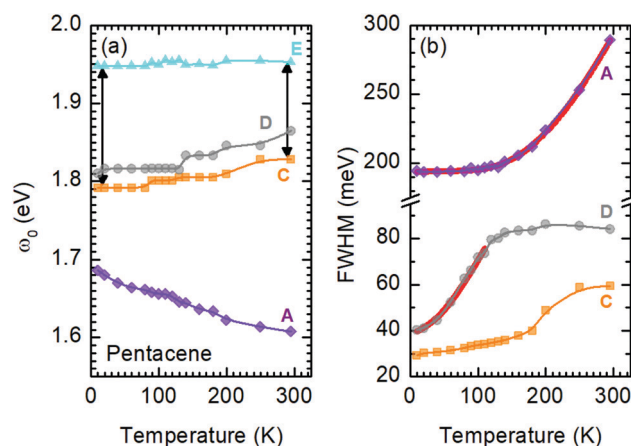 (a)
E
D
C
A
Pentacene
2.0
1.9
1.8
1.7
1.6
ω₀ (eV)
0 100 200 300
Temperature (K)
(b)
A
D
C
300
250
200
80
60
40
20
FWHM (meV)
0 100 200 300
Temperature (K)